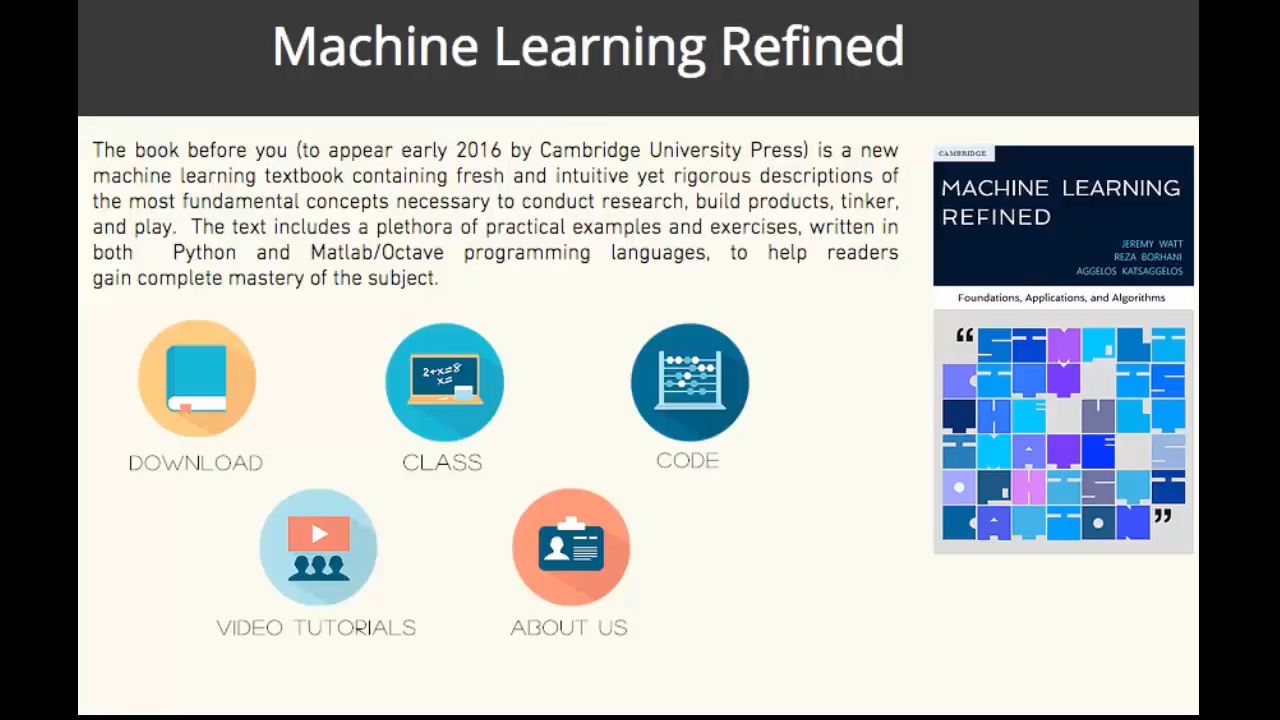 Machine Learning Refined
The book before you (to appear early 2016 by Cambridge University Press) is a new
machine learning textbook containing fresh and intuitive yet rigorous descriptions of
the most fundamental concepts necessary to conduct research, build products, tinker,
and play. The text includes a plethora of practical examples and exercises, written in
both Python and Matlab/Octave programming languages, to help readers
gain complete mastery of the subject.
CAMBRIDGE
MACHINE LEARNING
REFINED
JEREMY WATT
REZA BORHANI
AGGELOS KATSAGGELOS
Foundations, Applications, and Algorithms
2+x=8
x=
DOWNLOAD
CLASS
CODE
VIDEO TUTORIALS
ABOUT US